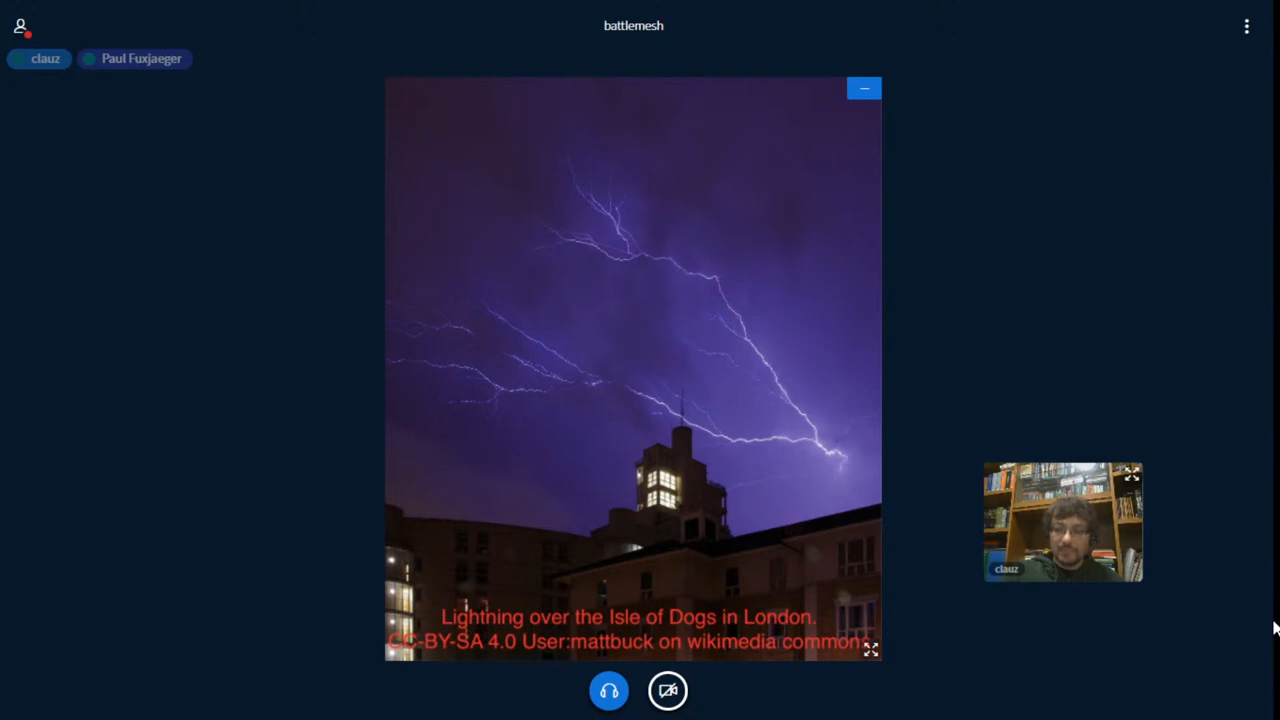 battlemesh
clauz
Paul Fuxjaeger
clauz
Lightning over the Isle of Dogs in London.
CC-BY-SA 4.0 User:mattbuck on wikimedia commons